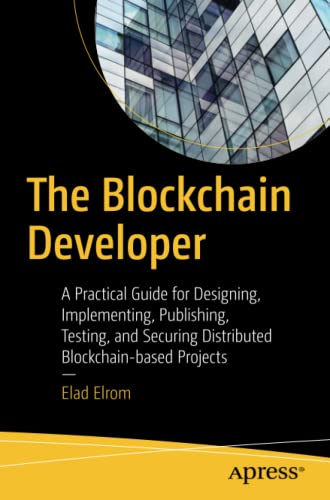 The Blockchain
Developer
A Practical Guide for Designing,
Implementing, Publishing,
Testing, and Securing Distributed
Blockchain-based Projects
—
Elad Elrom
Apress®